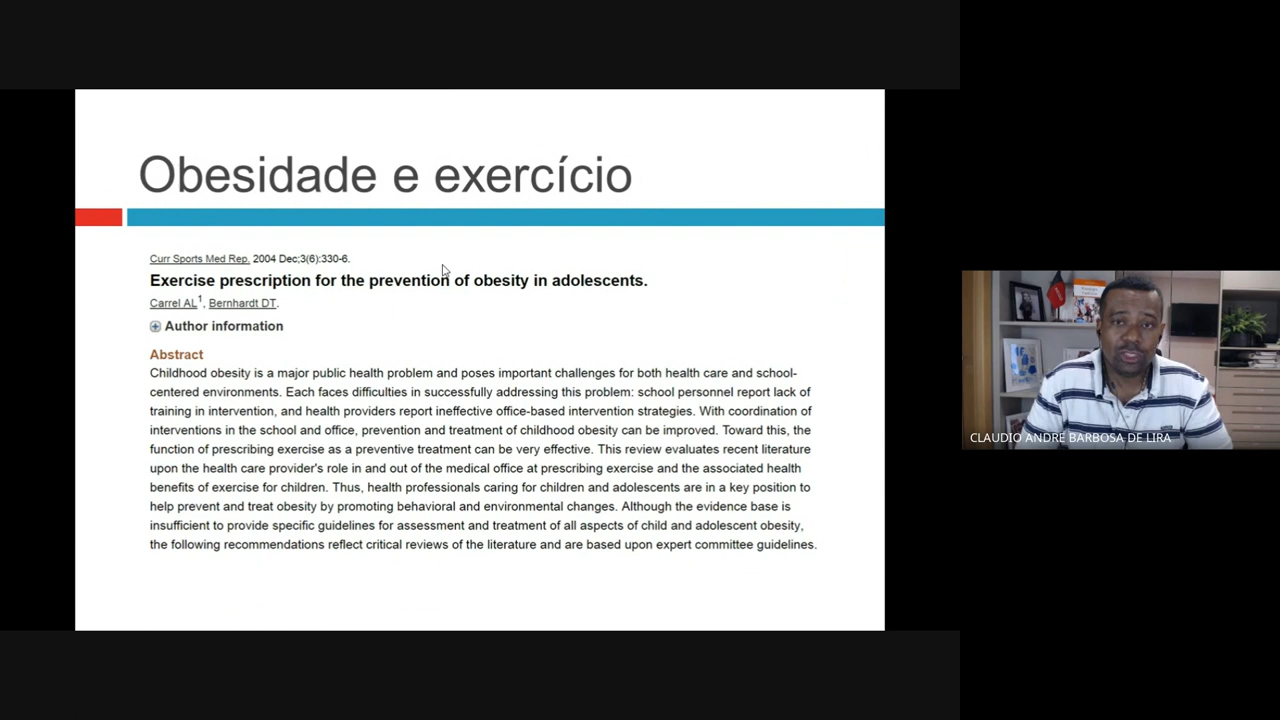 Obesidade e exercício
Curr Sports Med Rep. 2004 Dec;3(6):330-6.
Exercise prescription for the prevention of obesity in adolescents.
Carrel AL1, Bernhardt DT.
Author information
Abstract
Childhood obesity is a major public health problem and poses important challenges for both health care and school-
centered environments. Each faces difficulties in successfully addressing this problem: school personnel report lack of
training in intervention, and health providers report ineffective office-based intervention strategies. With coordination of
interventions in the school and office, prevention and treatment of childhood obesity can be improved. Toward this, the
function of prescribing exercise as a preventive treatment can be very effective. This review evaluates recent literature
upon the health care provider's role in and out of the medical office at prescribing exercise and the associated health
benefits of exercise for children. Thus, health professionals caring for children and adolescents are in a key position to
help prevent and treat obesity by promoting behavioral and environmental changes. Although the evidence base is
insufficient to provide specific guidelines for assessment and treatment of all aspects of child and adolescent obesity,
the following recommendations reflect critical reviews of the literature and are based upon expert committee guidelines.
CLAUDIO ANDRE BARBOSA DE LIRA